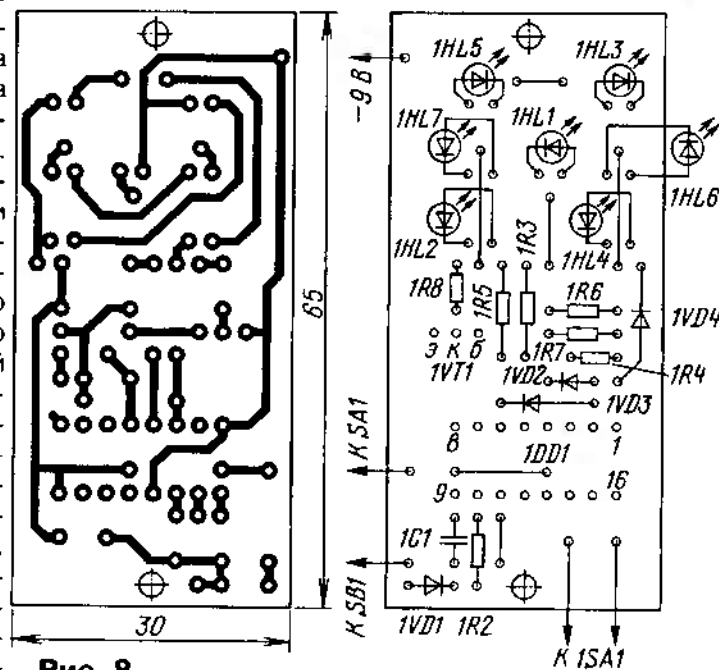 1HL5
1HL3
-9 В
1HL7
1HL1
1HL6
1HL2
1R3
1HL4
1R8
1R5
1R6
1VD4
Э К Б
1VT1
1R7
1R4
1VD2
1VD3
К SA1
8
1DD1
1
9
16
1C1
К SB1
1VD1 1R2
К 1SA1
65
30
Рис. 8